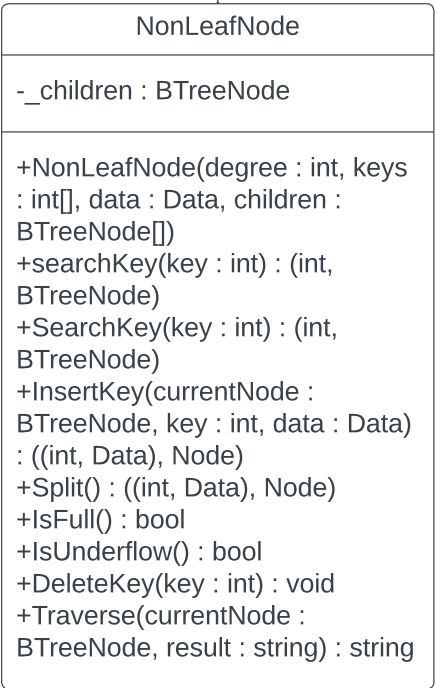 NonLeafNode
-_children : BTreeNode
+NonLeafNode(degree : int, keys
: int[], data : Data, children :
BTreeNode[])
+searchKey(key : int) : (int,
BTreeNode)
+SearchKey(key : int) : (int,
BTreeNode)
+InsertKey(currentNode :
BTreeNode, key : int, data : Data)
: ((int, Data), Node)
+Split() : ((int, Data), Node)
+IsFull() : bool
+IsUnderflow() : bool
+DeleteKey(key : int) : void
+Traverse(currentNode :
BTreeNode, result : string) : string